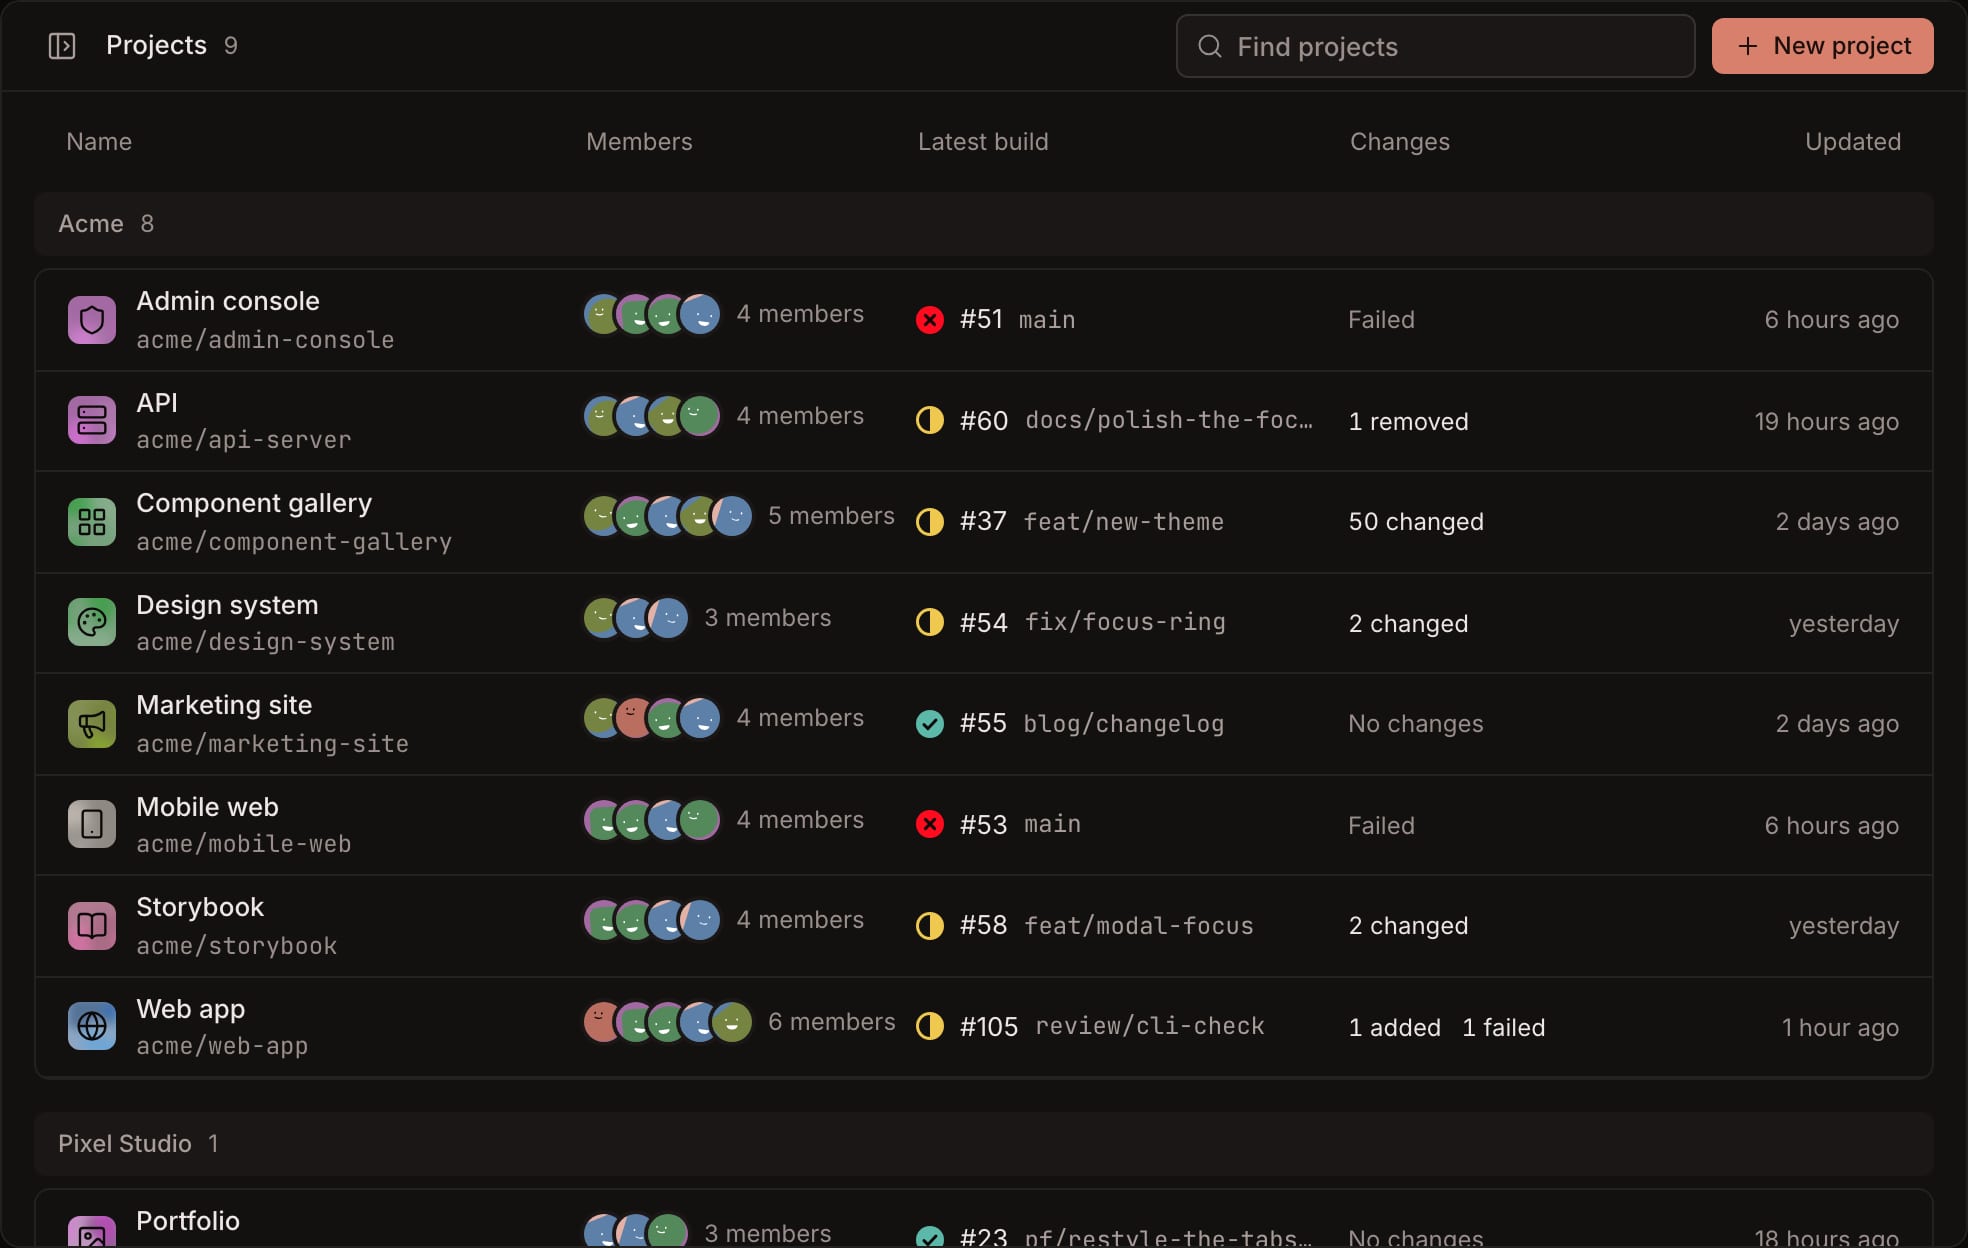 Projects 9
Find projects
New project
Name Members Latest build Changes Updated
Acme 8
Admin console
acme/admin-console
4 members #51 main Failed 6 hours ago
API
acme/api-server
4 members #60 docs/polish-the-foc… 1 removed 19 hours ago
Component gallery
acme/component-gallery
5 members #37 feat/new-theme 50 changed 2 days ago
Design system
acme/design-system
3 members #54 fix/focus-ring 2 changed yesterday
Marketing site
acme/marketing-site
4 members #55 blog/changelog No changes 2 days ago
Mobile web
acme/mobile-web
4 members #53 main Failed 6 hours ago
Storybook
acme/storybook
4 members #58 feat/modal-focus 2 changed yesterday
Web app
acme/web-app
6 members #105 review/cli-check 1 added 1 failed 1 hour ago
Pixel Studio 1
Portfolio
3 members #23 pf/restyle-the-tabs… No changes 18 hours ago